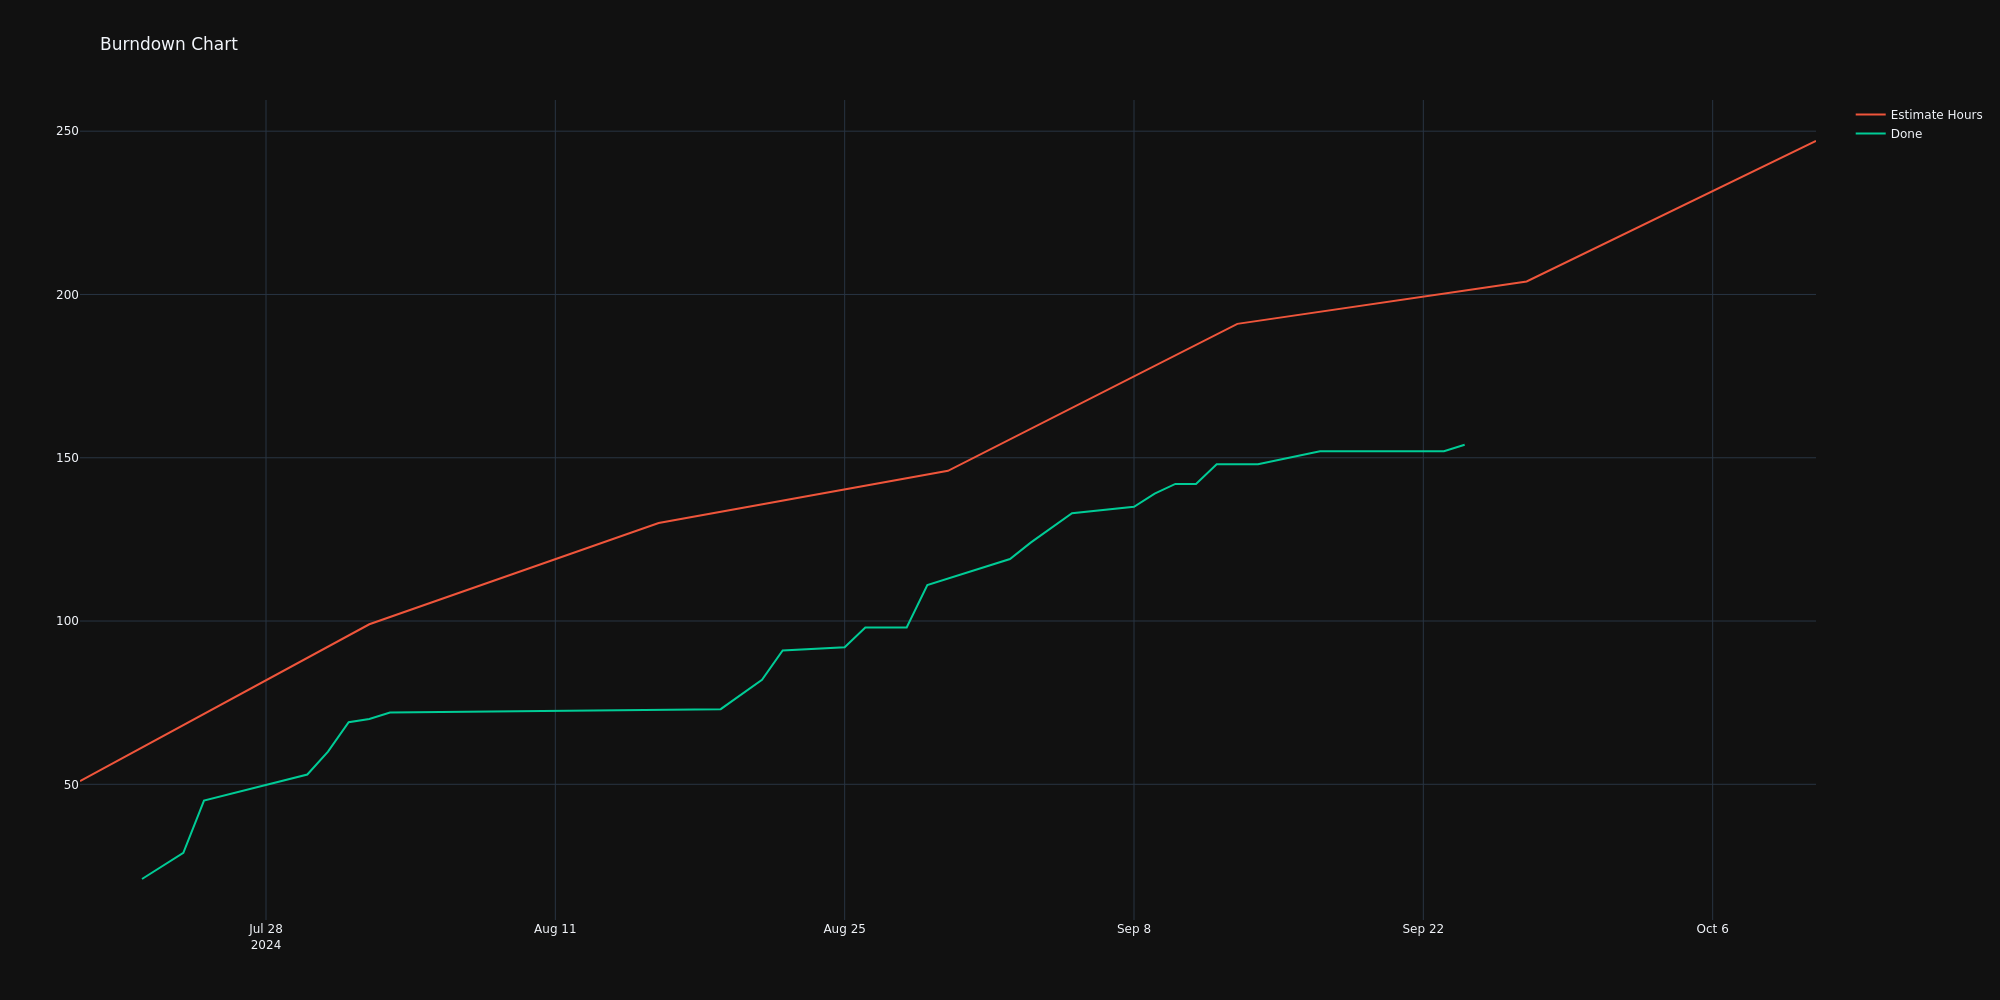 Burndown Chart
Estimate Hours
Done
250
200
150
100
50
Jul 28
2024
Aug 11
Aug 25
Sep 8
Sep 22
Oct 6